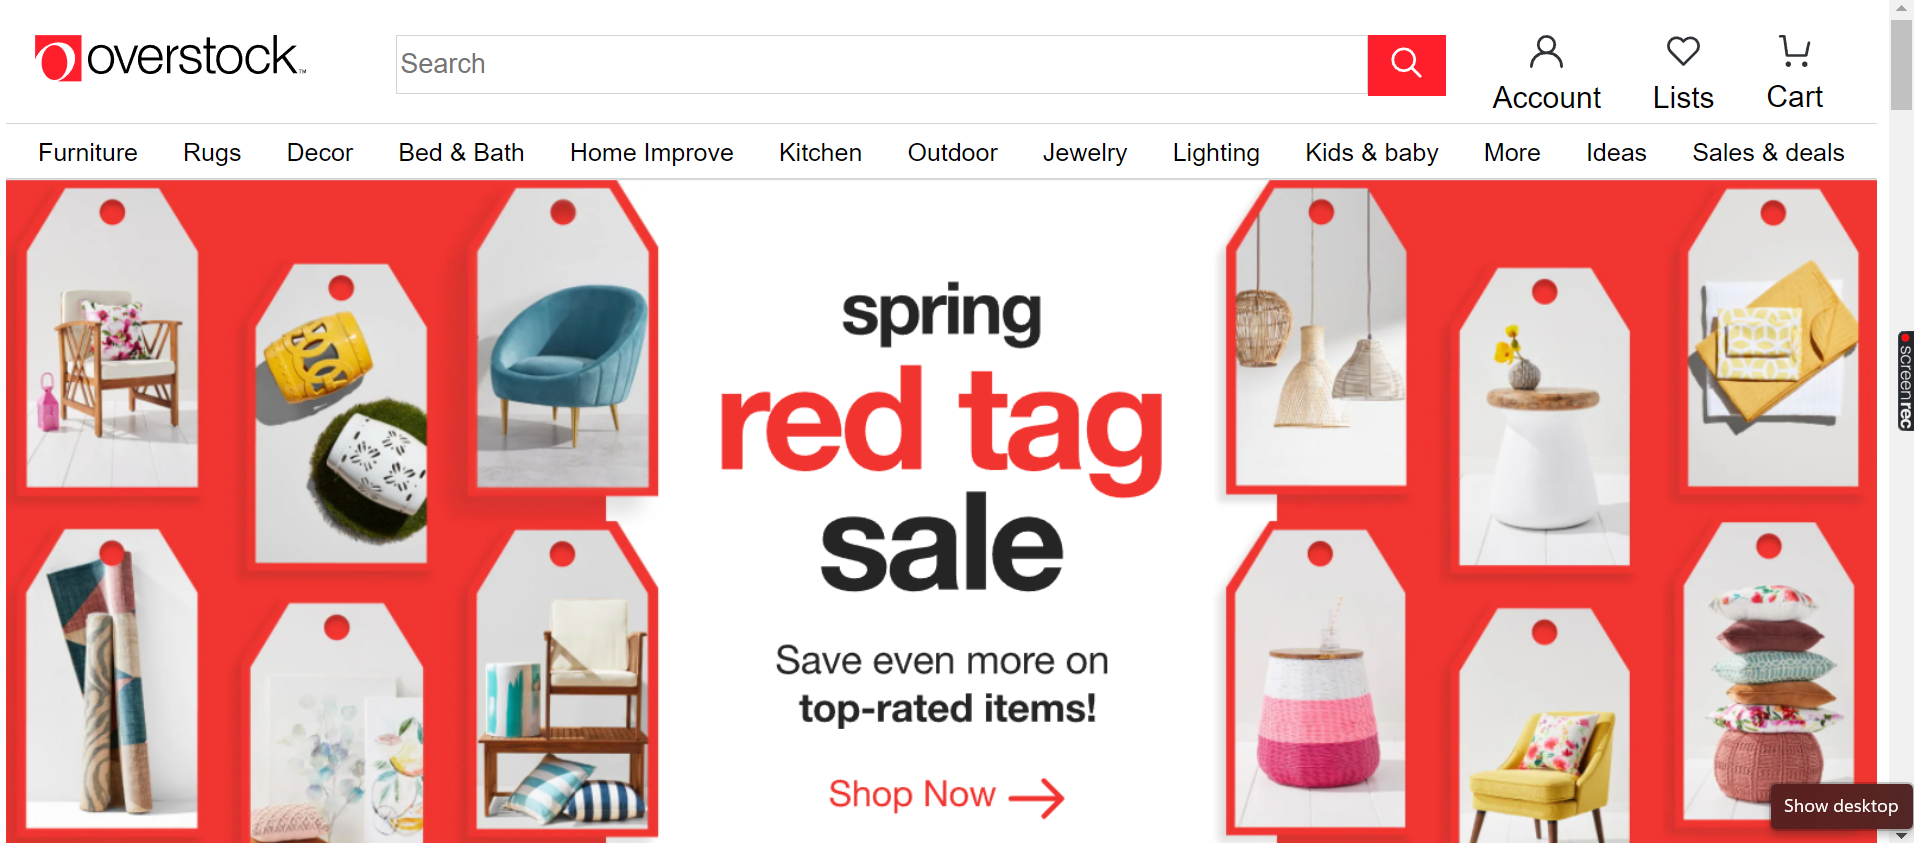 overstock™
Search
Account
Lists
Cart
Furniture Rugs Decor Bed & Bath Home Improve Kitchen Outdoor Jewelry Lighting Kids & baby More Ideas Sales & deals
spring
red tag
sale
Save even more on
top-rated items!
Shop Now
screenrec
Show desktop